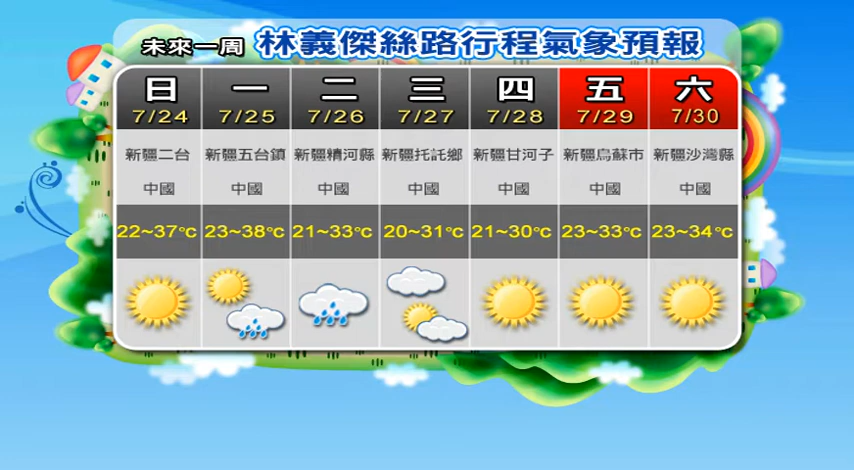 未來一周 林義傑絲路行程氣象預報
日 一 二 三 四 五 六
7/24 7/25 7/26 7/27 7/28 7/29 7/30
新疆二台 新疆五台鎮 新疆精河縣 新疆托託鄉 新疆甘河子 新疆烏蘇市 新疆沙灣縣
中國 中國 中國 中國 中國 中國 中國
22~37℃ 23~38℃ 21~33℃ 20~31℃ 21~30℃ 23~33℃ 23~34℃